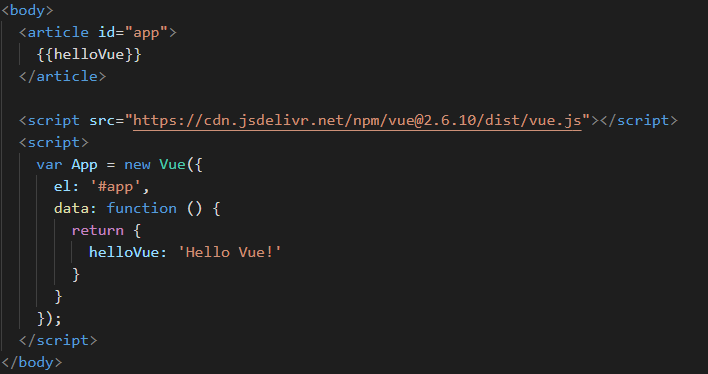 <body>
<article id="app">
{{helloVue}}
</article>
<script src="https://cdn.jsdelivr.net/npm/vue@2.6.10/dist/vue.js"></script>
<script>
var App = new Vue({
el: '#app',
data: function () {
return {
helloVue: 'Hello Vue!'
}
}
});
</script>
</body>